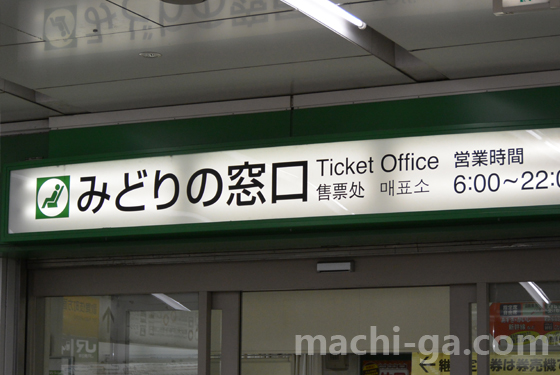 みどりの窓口
Ticket Office
售票处 매표소
営業時間
6:00～22:0
machi-ga.com